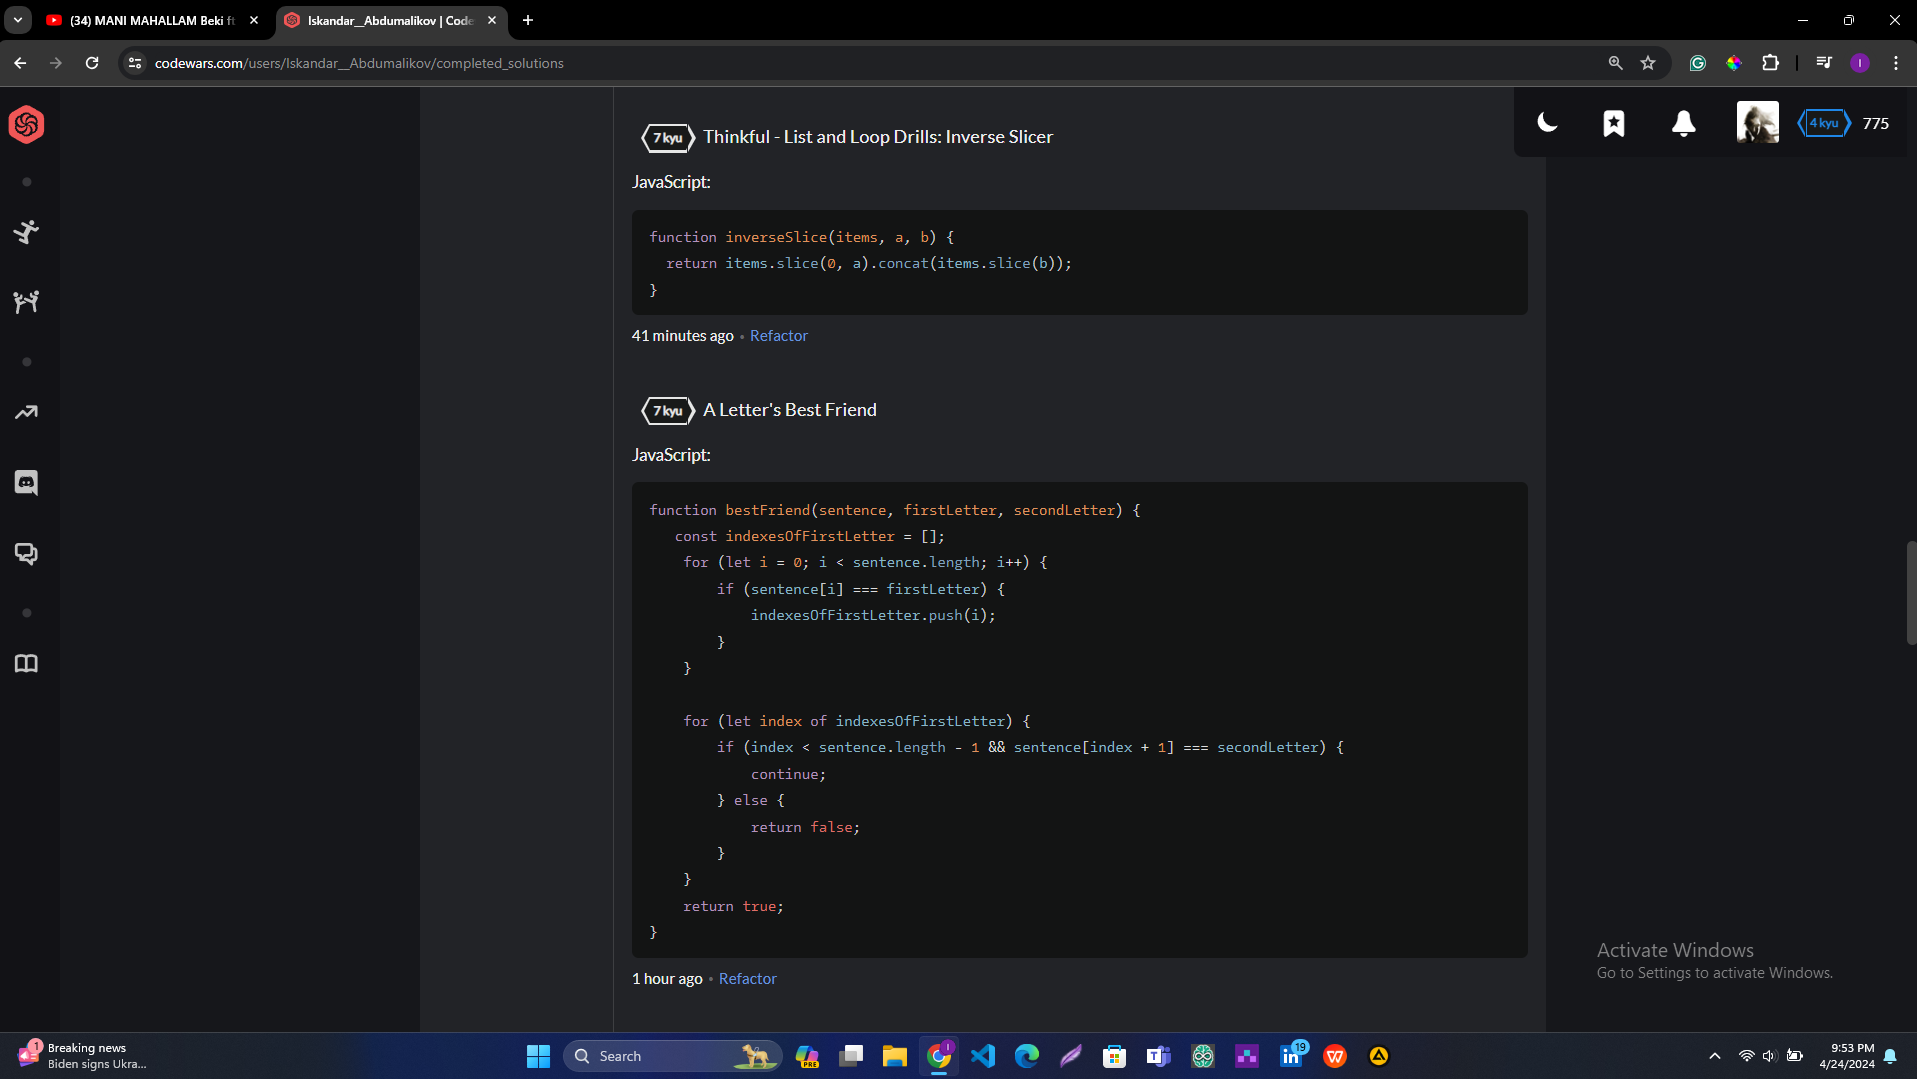 (34) MANI MAHALLAM Beki ft
Iskandar__Abdumalikov | Code
codewars.com/users/Iskandar__Abdumalikov/completed_solutions
I
4 kyu 775
7 kyu Thinkful - List and Loop Drills: Inverse Slicer
JavaScript:
function inverseSlice(items, a, b) {
  return items.slice(0, a).concat(items.slice(b));
}
41 minutes ago • Refactor
7 kyu A Letter's Best Friend
JavaScript:
function bestFriend(sentence, firstLetter, secondLetter) {
   const indexesOfFirstLetter = [];
    for (let i = 0; i < sentence.length; i++) {
        if (sentence[i] === firstLetter) {
            indexesOfFirstLetter.push(i);
        }
    }
    for (let index of indexesOfFirstLetter) {
        if (index < sentence.length - 1 && sentence[index + 1] === secondLetter) {
            continue;
        } else {
            return false;
        }
    }
    return true;
}
1 hour ago • Refactor
Activate Windows
Go to Settings to activate Windows.
1
Breaking news
Biden signs Ukra...
Search
PRE
I
19
9:53 PM
4/24/2024